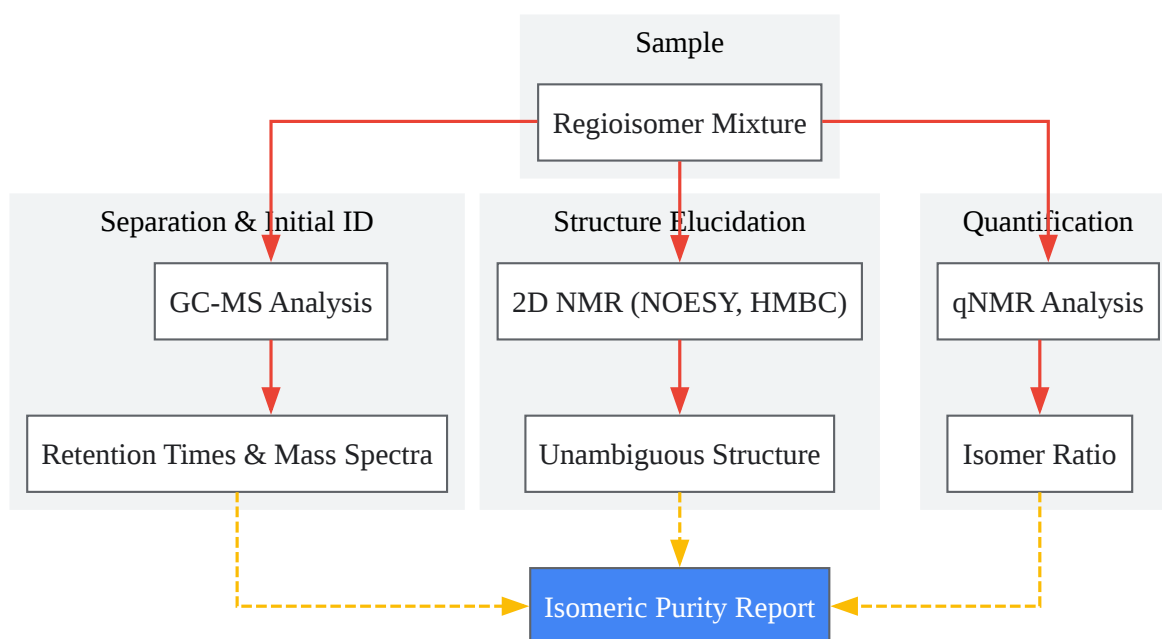 Sample
Regioisomer Mixture
Separation & Initial ID
Structure Elucidation
Quantification
GC-MS Analysis
2D NMR (NOESY, HMBC)
qNMR Analysis
Retention Times & Mass Spectra
Unambiguous Structure
Isomer Ratio
Isomeric Purity Report